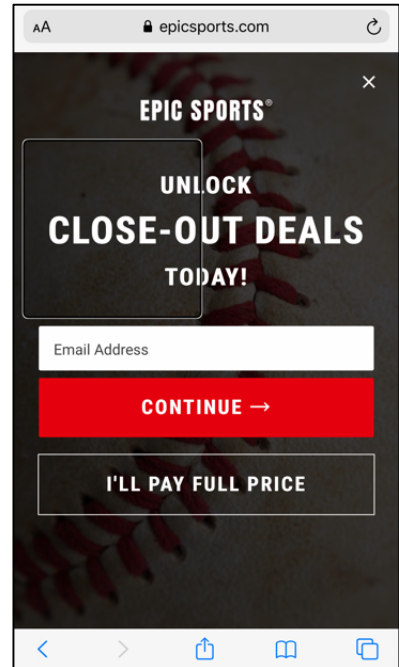 AA epicsports.com
EPIC SPORTS®
UNLOCK
CLOSE-OUT DEALS
TODAY!
Email Address
CONTINUE →
I'LL PAY FULL PRICE